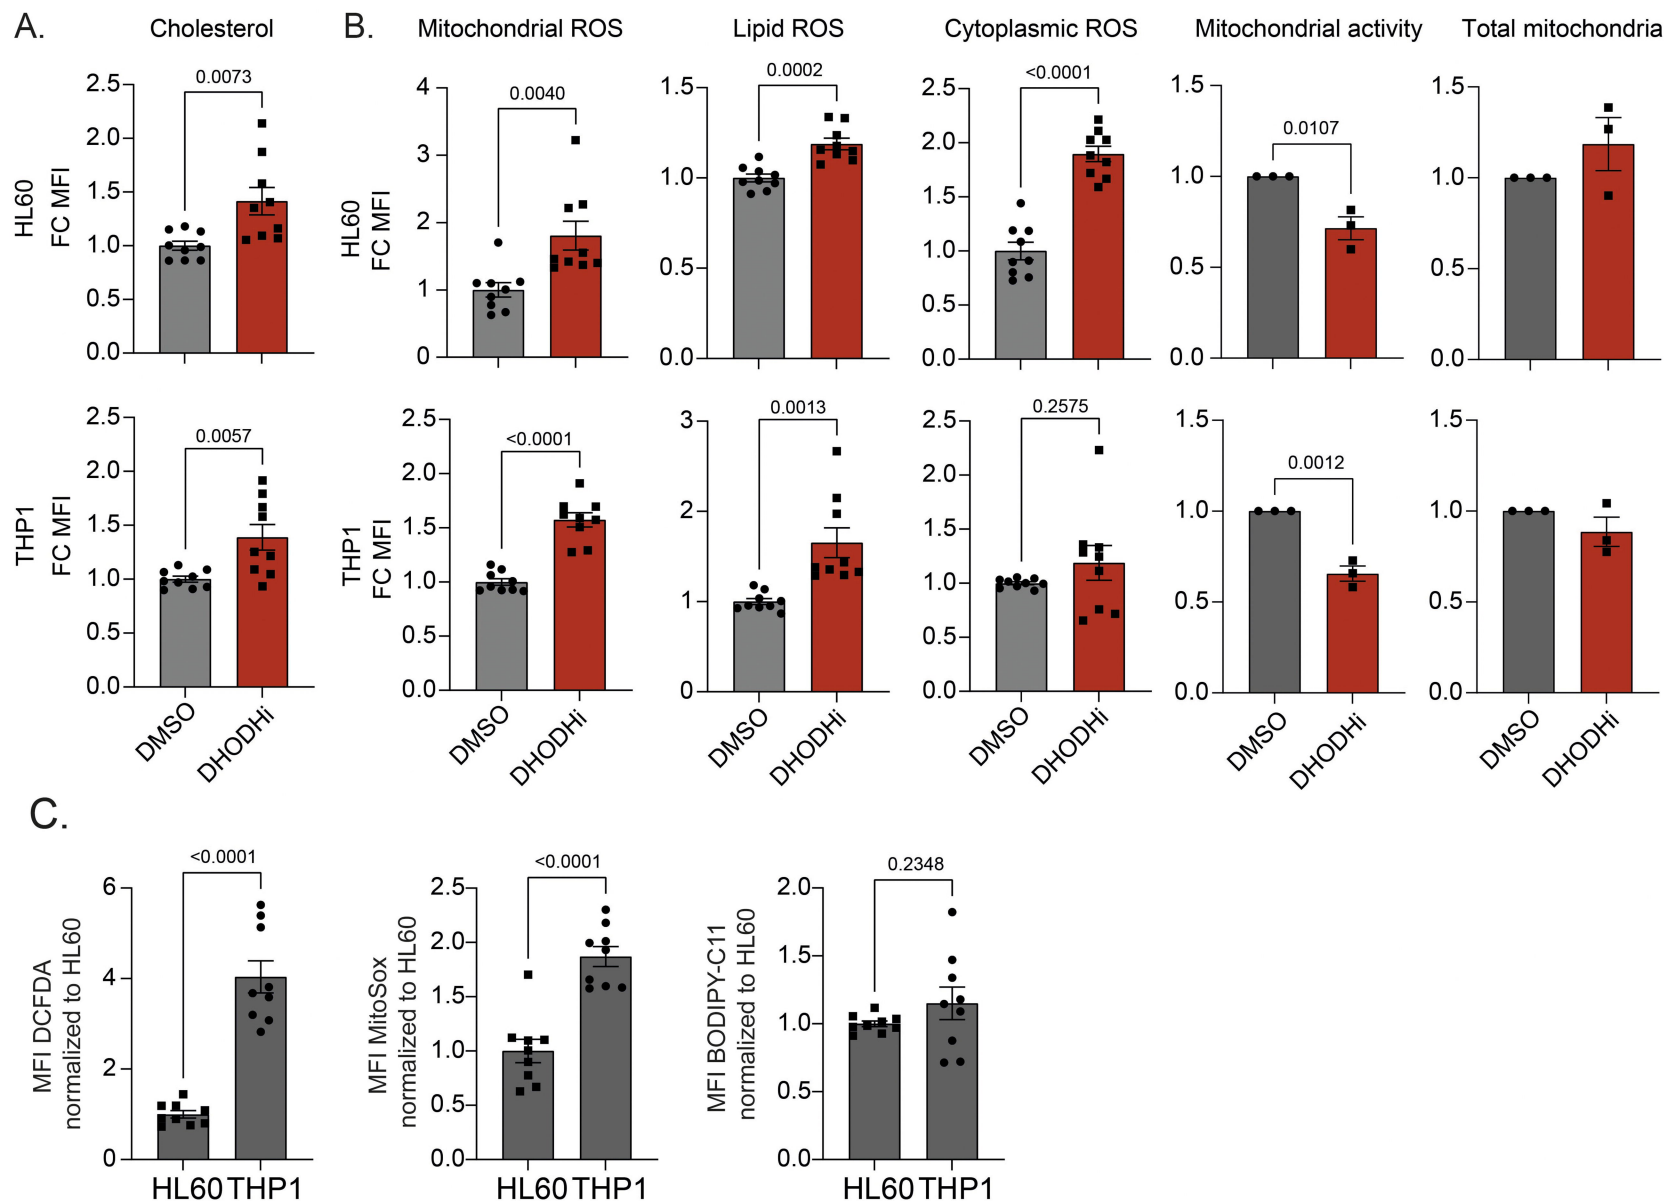 A.
Cholesterol
B.
Mitochondrial ROS
Lipid ROS
Cytoplasmic ROS
Mitochondrial activity
Total mitochondria
HL60
FC MFI
2.5
2.0
1.5
1.0
0.5
0.0
0.0073
HL60
FC MFI
4
3
2
1
0
0.0040
1.5
1.0
0.5
0.0
0.0002
2.5
2.0
1.5
1.0
0.5
0.0
<0.0001
1.5
1.0
0.5
0.0
0.0107
1.5
1.0
0.5
0.0
THP1
FC MFI
2.5
2.0
1.5
1.0
0.5
0.0
0.0057
DMSO
DHODHi
THP1
FC MFI
2.5
2.0
1.5
1.0
0.5
0.0
<0.0001
DMSO
DHODHi
3
2
1
0
0.0013
DMSO
DHODHi
2.5
2.0
1.5
1.0
0.5
0.0
0.2575
DMSO
DHODHi
1.5
1.0
0.5
0.0
0.0012
DMSO
DHODHi
1.5
1.0
0.5
0.0
DMSO
DHODHi
C.
MFI DCFDA
normalized to HL60
6
4
2
0
<0.0001
HL60 THP1
MFI MitoSox
normalized to HL60
2.5
2.0
1.5
1.0
0.5
0.0
<0.0001
HL60 THP1
MFI BODIPY-C11
normalized to HL60
2.0
1.5
1.0
0.5
0.0
0.2348
HL60 THP1